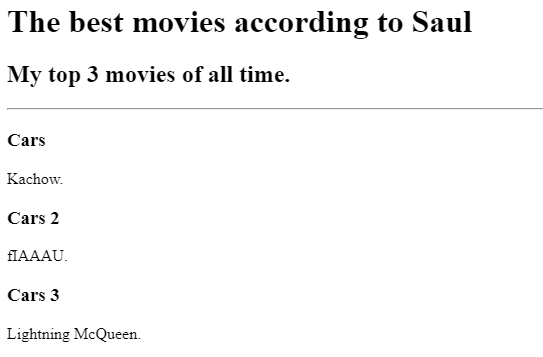 The best movies according to Saul
My top 3 movies of all time.
Cars
Kachow.
Cars 2
fIAAAU.
Cars 3
Lightning McQueen.